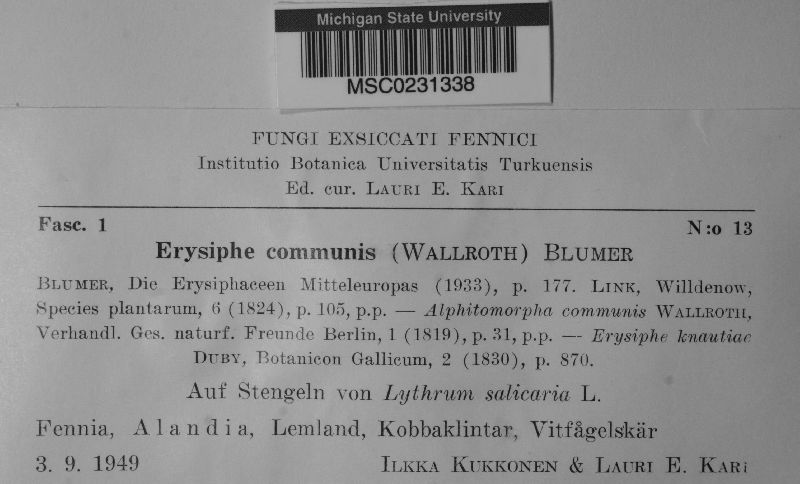 Michigan State University
MSC0231338
FUNGI EXSICCATI FENNICI
Institutio Botanica Universitatis Turkuensis
Ed. cur. LAURI E. KARI
Fasc. 1 N:o 13
Erysiphe communis (WALLROTH) BLUMER
BLUMER, Die Erysiphaceen Mitteleuropas (1933), p. 177. LINK, Willdenow,
Species plantarum, 6 (1824), p. 105, p.p. — Alphitomorpha communis WALLROTH,
Verhandl. Ges. naturf. Freunde Berlin, 1 (1819), p. 31, p.p. — Erysiphe knautiae
DUBY, Botanicon Gallicum, 2 (1830), p. 870.
Auf Stengeln von Lythrum salicaria L.
Fennia, Alandia, Lemland, Kobbaklintar, Vitfågelskär
3. 9. 1949 ILKKA KUKKONEN & LAURI E. KARI